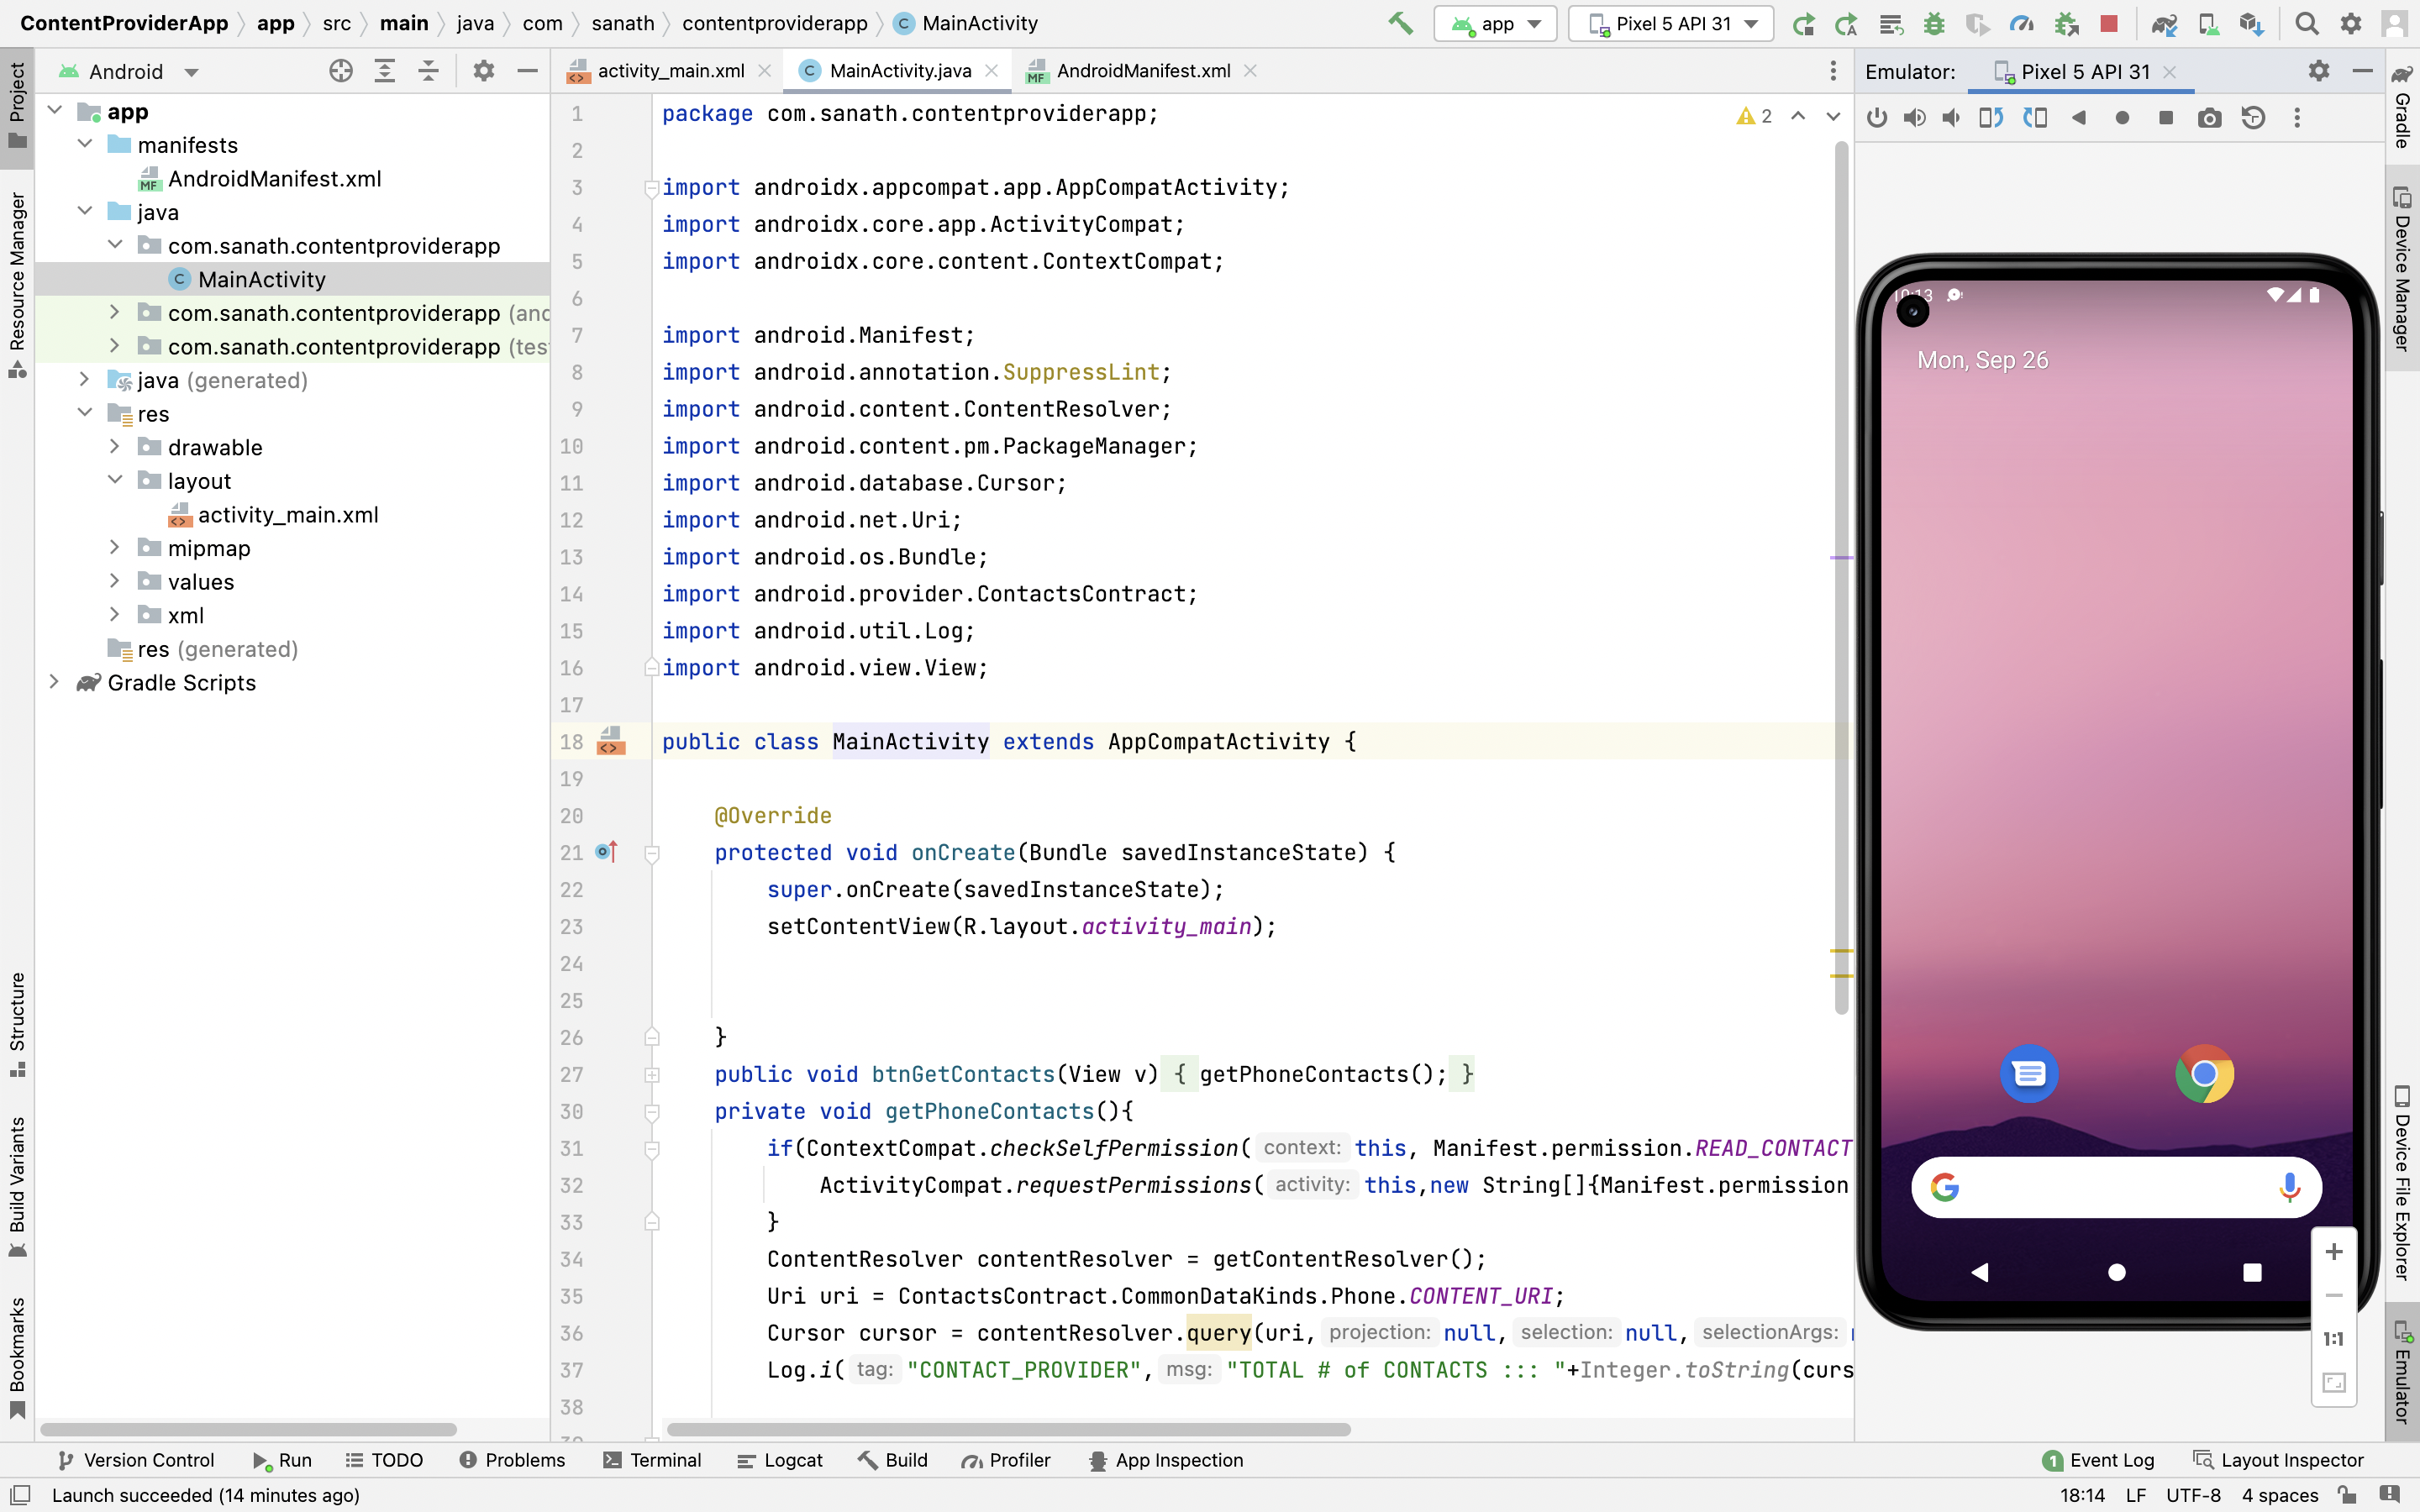 ContentProviderApp app src main java com sanath contentproviderapp MainActivity
app Pixel 5 API 31
Android
activity_main.xml MainActivity.java AndroidManifest.xml
Emulator: Pixel 5 API 31
Project
Resource Manager
Structure
Build Variants
Bookmarks
app
manifests
AndroidManifest.xml
java
com.sanath.contentproviderapp
MainActivity
com.sanath.contentproviderapp (and
com.sanath.contentproviderapp (tes
java (generated)
res
drawable
layout
activity_main.xml
mipmap
values
xml
res (generated)
Gradle Scripts
2
1 package com.sanath.contentproviderapp;
2
3 import androidx.appcompat.app.AppCompatActivity;
4 import androidx.core.app.ActivityCompat;
5 import androidx.core.content.ContextCompat;
6
7 import android.Manifest;
8 import android.annotation.SuppressLint;
9 import android.content.ContentResolver;
10 import android.content.pm.PackageManager;
11 import android.database.Cursor;
12 import android.net.Uri;
13 import android.os.Bundle;
14 import android.provider.ContactsContract;
15 import android.util.Log;
16 import android.view.View;
17
18 public class MainActivity extends AppCompatActivity {
19
20 @Override
21 protected void onCreate(Bundle savedInstanceState) {
22 super.onCreate(savedInstanceState);
23 setContentView(R.layout.activity_main);
24
25
26 }
27 public void btnGetContacts(View v) { getPhoneContacts(); }
30 private void getPhoneContacts(){
31 if(ContextCompat.checkSelfPermission( context: this, Manifest.permission.READ_CONTACT
32 ActivityCompat.requestPermissions( activity: this,new String[]{Manifest.permission
33 }
34 ContentResolver contentResolver = getContentResolver();
35 Uri uri = ContactsContract.CommonDataKinds.Phone.CONTENT_URI;
36 Cursor cursor = contentResolver.query(uri, projection: null, selection: null, selectionArgs:
37 Log.i( tag: "CONTACT_PROVIDER", msg: "TOTAL # of CONTACTS ::: "+Integer.toString(curs
38
10:13
Mon, Sep 26
1:1
Gradle
Device Manager
Device File Explorer
Emulator
Version Control Run TODO Problems Terminal Logcat Build Profiler App Inspection 1 Event Log Layout Inspector
Launch succeeded (14 minutes ago) 18:14 LF UTF-8 4 spaces